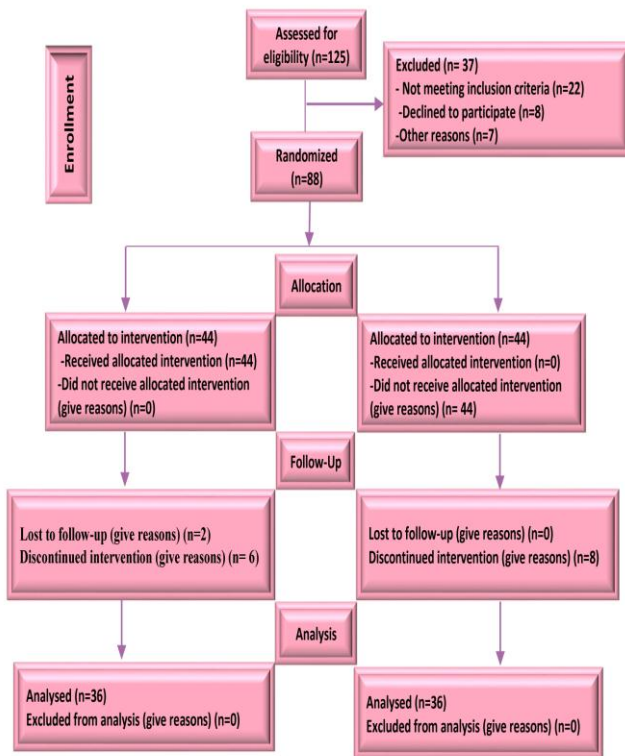 Enrollment
Assessed for
eligibility (n=125)
Excluded (n= 37)
- Not meeting inclusion criteria (n=22)
-Declined to participate (n=8)
-Other reasons (n=7)
Randomized
(n=88)
Allocation
Allocated to intervention (n=44)
-Received allocated intervention (n=44)
-Did not receive allocated intervention
(give reasons) (n=0)
Allocated to intervention (n=44)
-Received allocated intervention (n=0)
-Did not receive allocated intervention
(give reasons) (n= 44)
Follow-Up
Lost to follow-up (give reasons) (n=2)
Discontinued intervention (give reasons) (n= 6)
Lost to follow-up (give reasons) (n=0)
Discontinued intervention (give reasons) (n=8)
Analysis
Analysed (n=36)
Excluded from analysis (give reasons) (n=0)
Analysed (n=36)
Excluded from analysis (give reasons) (n=0)